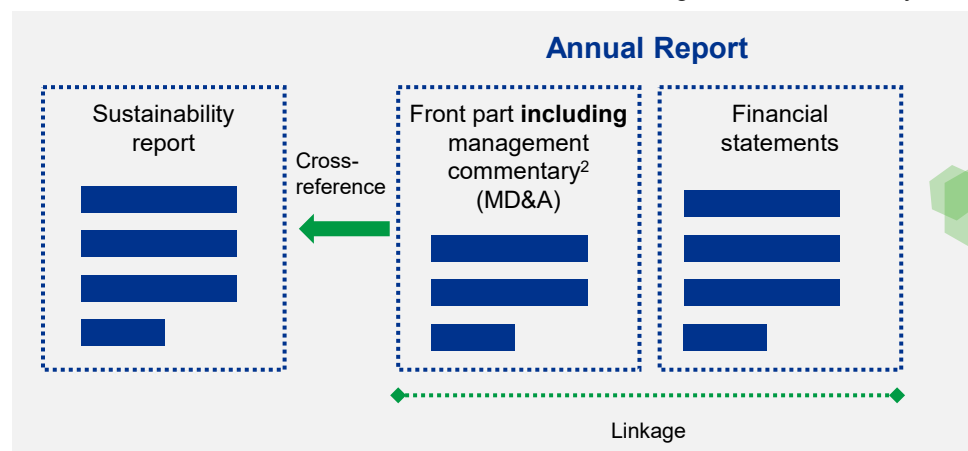 Annual Report
Sustainability
report
Cross-
reference
Front part including
management
commentary²
(MD&A)
Financial
statements
Linkage